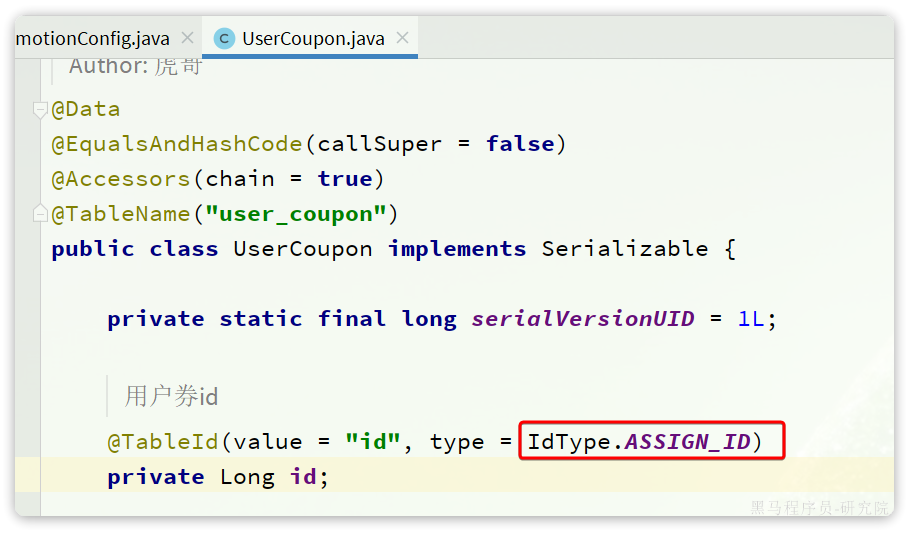 motionConfig.java UserCoupon.java
Author: 虎哥
@Data
@EqualsAndHashCode(callSuper = false)
@Accessors(chain = true)
@TableName("user_coupon")
public class UserCoupon implements Serializable {
private static final long serialVersionUID = 1L;
用户券id
@TableId(value = "id", type = IdType.ASSIGN_ID)
private Long id;
黑马程序员-研究院